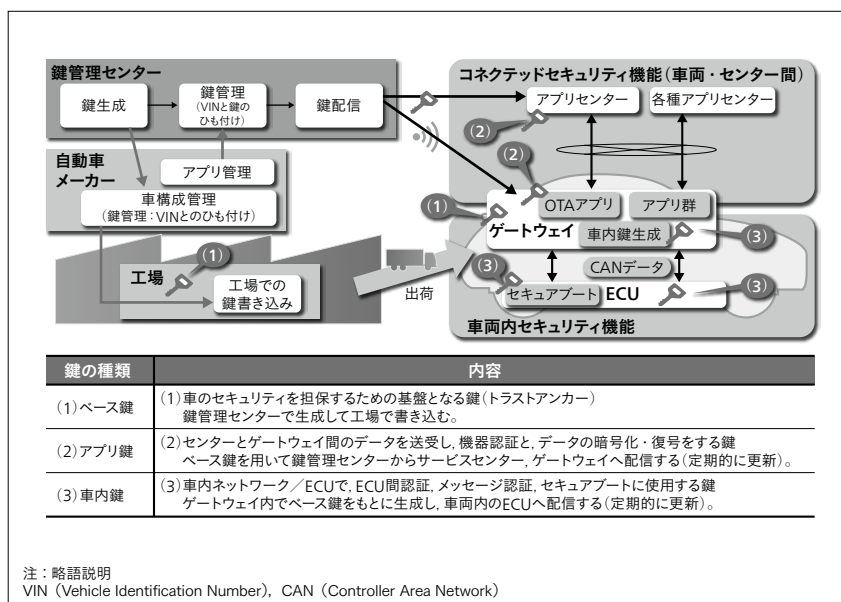 鍵管理センター
鍵生成
鍵管理
(VINと鍵の
ひも付け)
鍵配信
自動車
メーカー
アプリ管理
車構成管理
(鍵管理:VINとのひも付け)
(1)
工場
工場での
鍵書き込み
出荷
コネクテッドセキュリティ機能(車両・センター間)
アプリセンター
各種アプリセンター
(2)
(2)
(1)
OTAアプリ
アプリ群
ゲートウェイ
車内鍵生成
(3)
(3)
CANデータ
セキュアブート
ECU
(3)
車両内セキュリティ機能
鍵の種類 内容
(1)ベース鍵 (1)車のセキュリティを担保するための基盤となる鍵(トラストアンカー)
鍵管理センターで生成して工場で書き込む。
(2)アプリ鍵 (2)センターとゲートウェイ間のデータを送受し,機器認証と,データの暗号化・復号をする鍵
ベース鍵を用いて鍵管理センターからサービスセンター,ゲートウェイへ配信する(定期的に更新)。
(3)車内鍵 (3)車内ネットワーク/ECUで,ECU間認証,メッセージ認証,セキュアブートに使用する鍵
ゲートウェイ内でベース鍵をもとに生成し,車両内のECUへ配信する(定期的に更新)。
注:略語説明
VIN(Vehicle Identification Number),CAN(Controller Area Network)